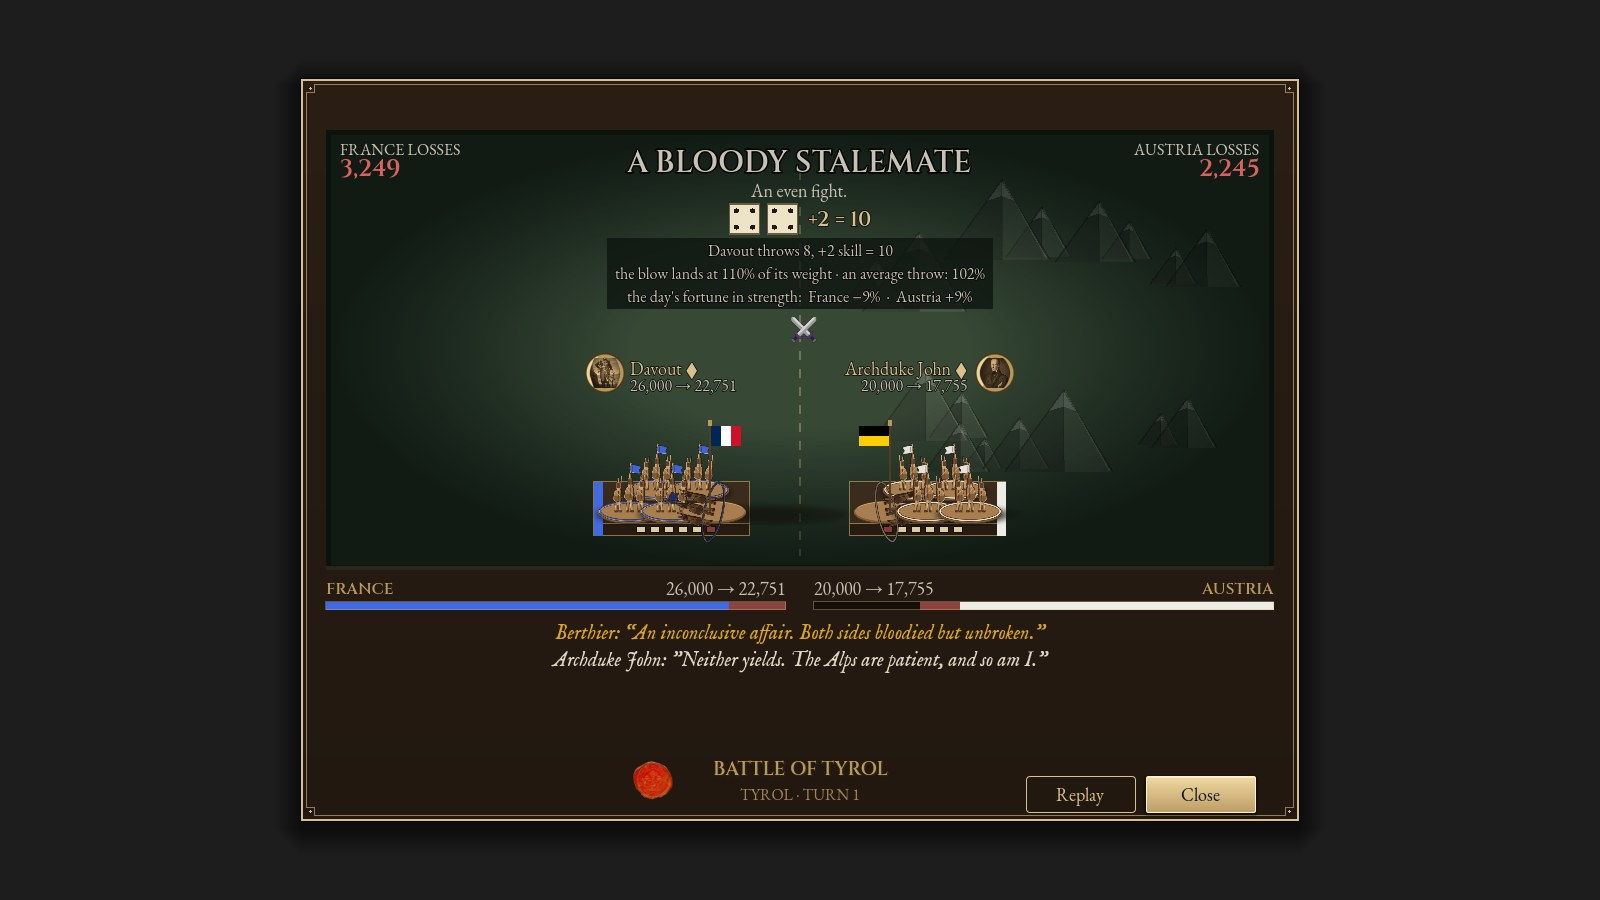 FRANCE LOSSES
3,249
A BLOODY STALEMATE
AUSTRIA LOSSES
2,245
An even fight.
+2 = 10
Davout throws 8, +2 skill = 10
the blow lands at 110% of its weight · an average throw: 102%
the day's fortune in strength: France −9% · Austria +9%
Davout ♦
26,000 → 22,751
Archduke John ♦
20,000 → 17,755
FRANCE
26,000 → 22,751
20,000 → 17,755
AUSTRIA
Berthier: “An inconclusive affair. Both sides bloodied but unbroken.”
Archduke John: ”Neither yields. The Alps are patient, and so am I.”
BATTLE OF TYROL
TYROL · TURN 1
Replay
Close